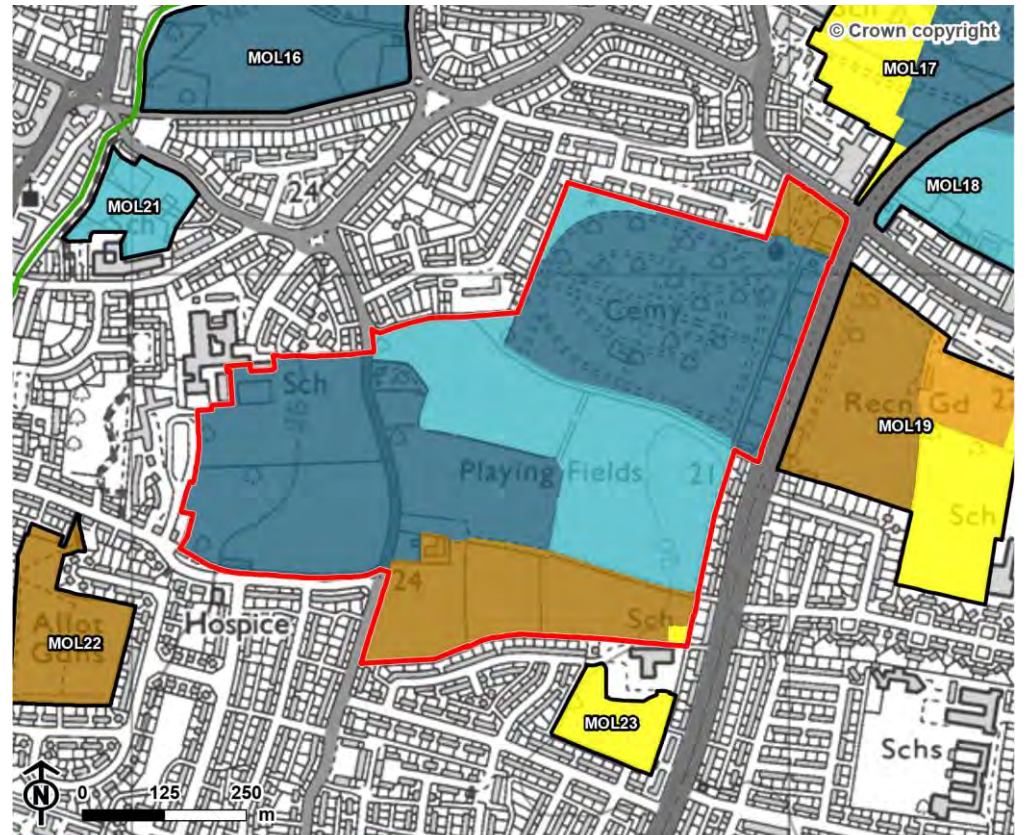 © Crown copyright
MOL16
MOL17
MOL18
MOL21
24
Cemy
Sch
Recn Gd
MOL19
Playing Fields
21
Sch
24
Sch
Hospice
Allot
Gdns
MOL22
MOL23
Schs
N
0 125 250
m